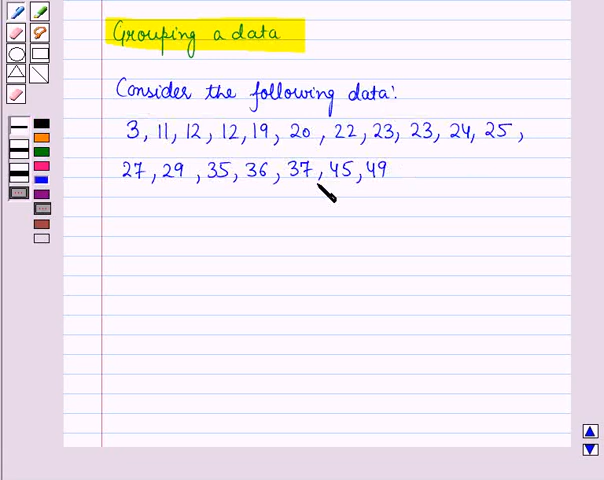 Grouping a data
Consider the following data:
3, 11, 12, 12, 19, 20, 22, 23, 23, 24, 25,
27, 29, 35, 36, 37, 45, 49